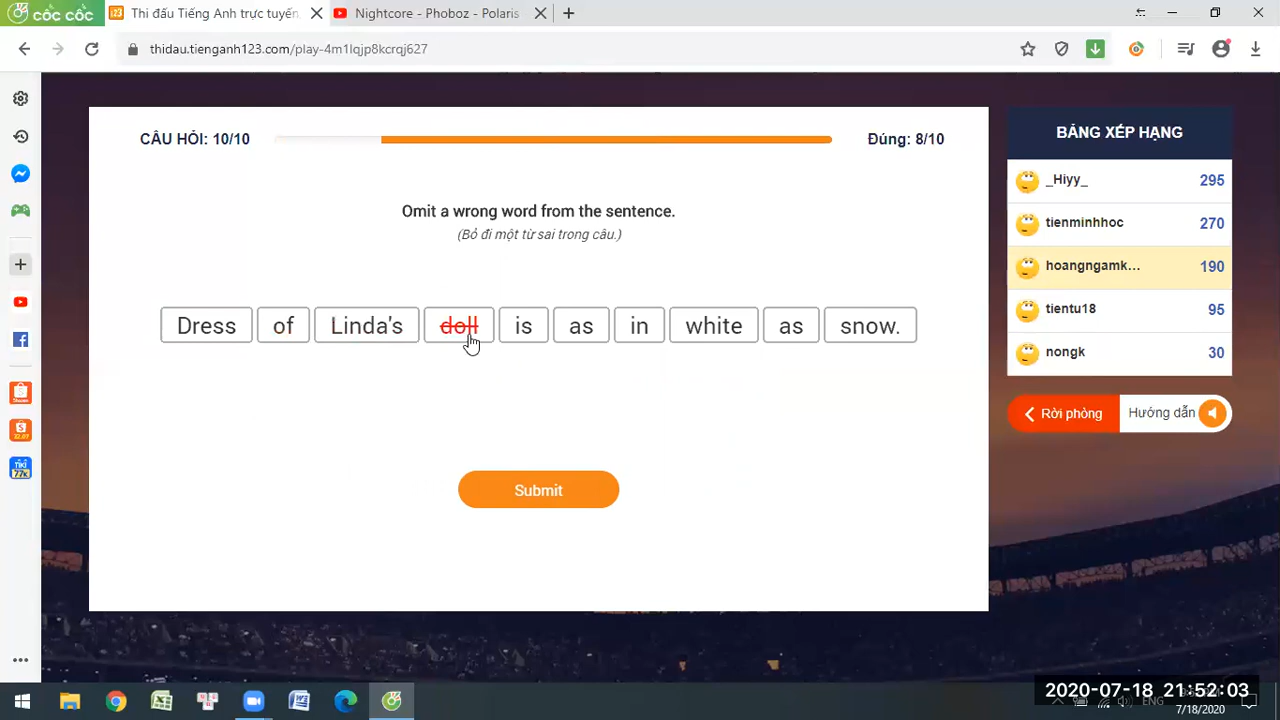 cốc cốc
Thi đấu Tiếng Anh trực tuyến,
Nightcore - Phoboz - Polaris
thidau.tienganh123.com/play-4m1lqjp8kcrqj627
CÂU HỎI: 10/10
Đúng: 8/10
Omit a wrong word from the sentence.
(Bỏ đi một từ sai trong câu.)
Dress of Linda's doll is as in white as snow.
Submit
BẢNG XẾP HẠNG
_Hiyy_ 295
tienminhhoc 270
hoangngamk... 190
tientu18 95
nongk 30
Rời phòng
Hướng dẫn
2020-07-18 21:52:03
ENG
7/18/2020